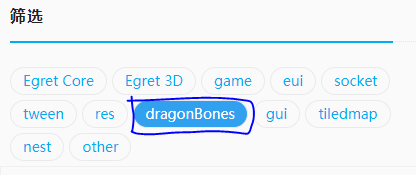 筛选
Egret Core Egret 3D game eui socket
tween res dragonBones gui tiledmap
nest other